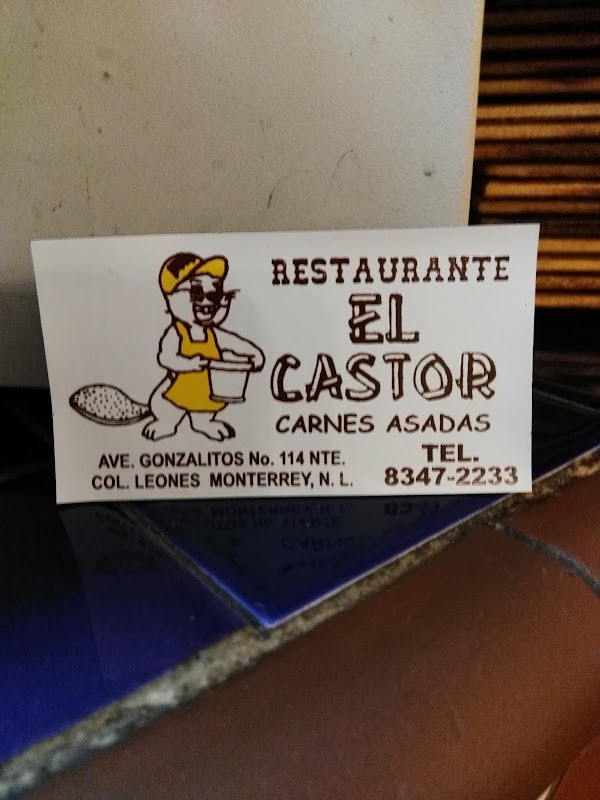 RESTAURANTE
EL
CASTOR
CARNES ASADAS
AVE. GONZALITOS No. 114 NTE.
COL. LEONES MONTERREY, N. L.
TEL.
8347-2233